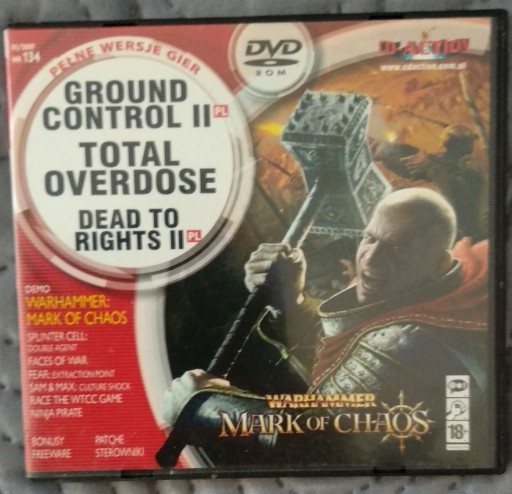 01/2007
NR 134
PEŁNE WERSJE GIER
GROUND
CONTROL II PL
TOTAL
OVERDOSE
DEAD TO
RIGHTS II PL
DVD
ROM
CD-ACTION
www.cdaction.com.pl
DEMO
WARHAMMER:
MARK OF CHAOS
SPLINTER CELL:
DOUBLE AGENT
FACES OF WAR
FEAR: EXTRACTION POINT
SAM & MAX: CULTURE SHOCK
RACE THE WTCC GAME
NINJA PIRATE
BONUSY
FREEWARE
PATCHE
STEROWNIKI
WARHAMMER
MARK OF CHAOS
18+